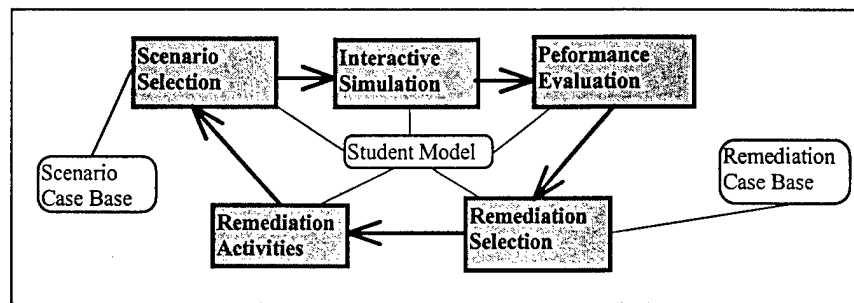 Scenario
Selection
Interactive
Simulation
Peformance
Evaluation
Student Model
Scenario
Case Base
Remediation
Case Base
Remediation
Activities
Remediation
Selection